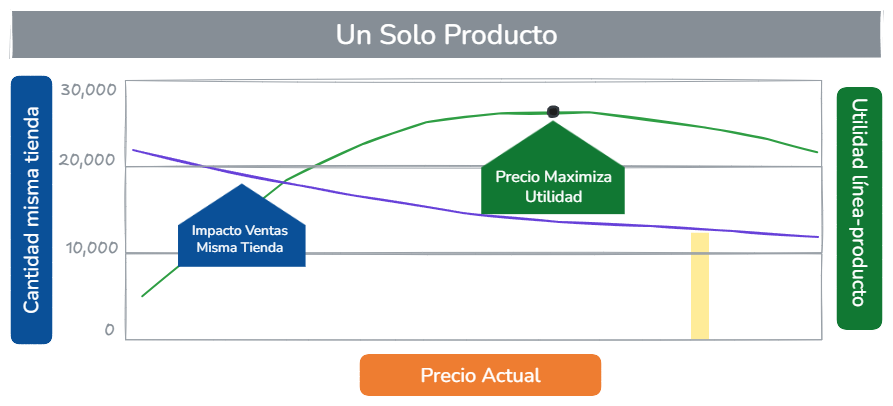 Un Solo Producto
Cantidad misma tienda
30,000
20,000
10,000
0
Impacto Ventas
Misma Tienda
Precio Maximiza
Utilidad
Utilidad línea-producto
Precio Actual